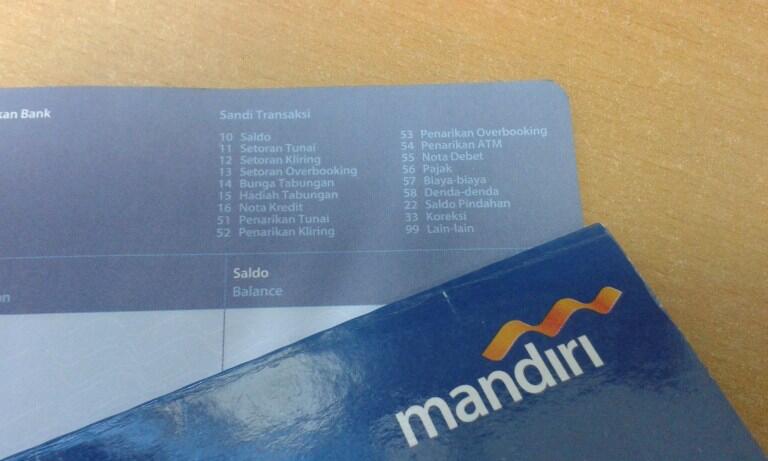 kan Bank
Sandi Transaksi
10 Saldo
11 Setoran Tunai
12 Setoran Kliring
13 Setoran Overbooking
14 Bunga Tabungan
15 Hadiah Tabungan
16 Nota Kredit
51 Penarikan Tunai
52 Penarikan Kliring
53 Penarikan Overbooking
54 Penarikan ATM
55 Nota Debet
56 Pajak
57 Biaya-biaya
58 Denda-denda
22 Saldo Pindahan
33 Koreksi
99 Lain-lain
on
Saldo
Balance
mandiri